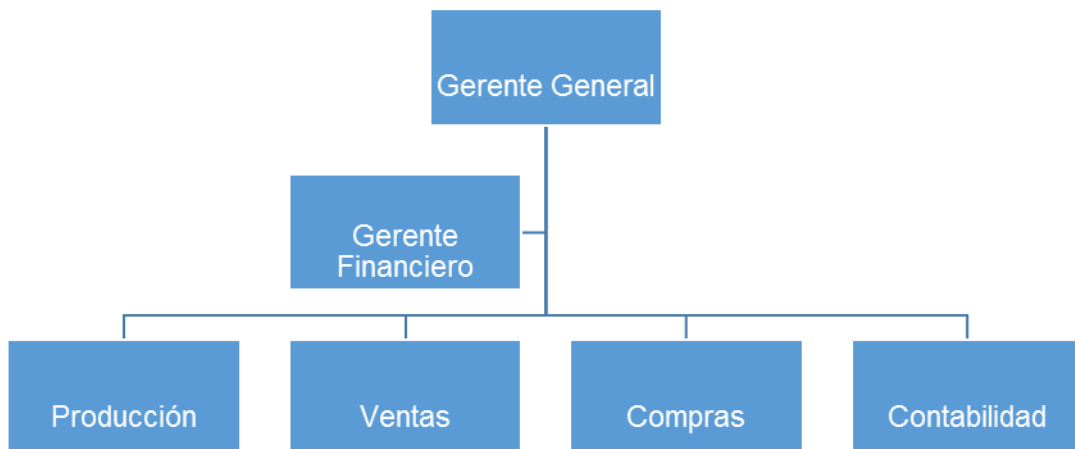 Gerente General
Gerente
Financiero
Producción
Ventas
Compras
Contabilidad